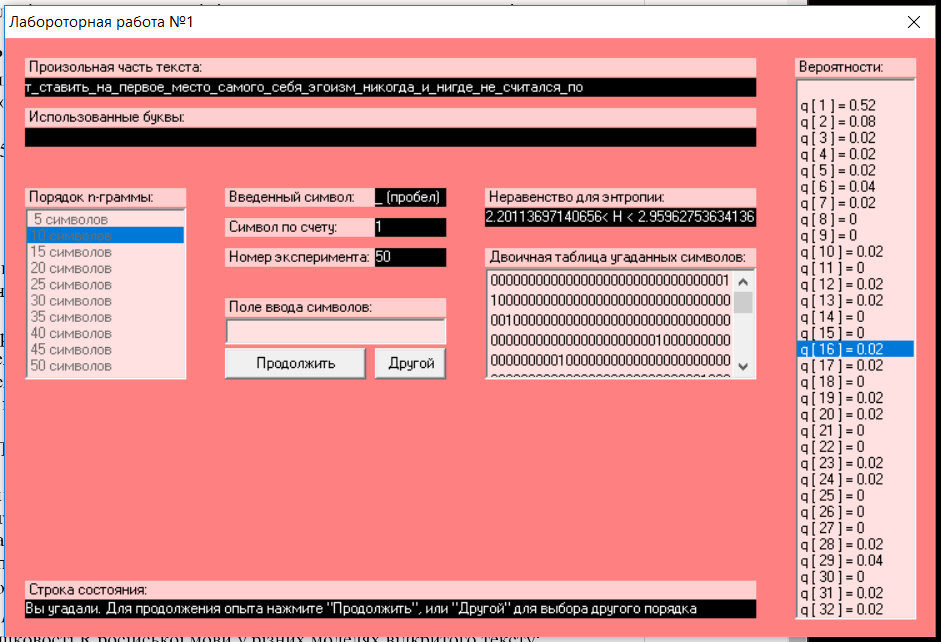 Лабороторная работа №1
Произольная часть текста:
т_ставить_на_первое_место_самого_себя_эгоизм_никогда_и_нигде_не_считался_по
Использованные буквы:
Порядок n-граммы:
5 символов
10 символов
15 символов
20 символов
25 символов
30 символов
35 символов
40 символов
45 символов
50 символов
Введенный символ: _ (пробел)
Символ по счету: 1
Номер эксперимента: 50
Поле ввода символов:
Продолжить Другой
Неравенство для энтропии:
2.20113697140656< H < 2.95962753634136
Двоичная таблица угаданных символов:
00000000000000000000000000000001
10000000000000000000000000000000
00100000000000000000000000000000
00000000000000000000001000000000
00000000010000000000000000000000
Вероятности:
q[ 1 ] = 0.52
q[ 2 ] = 0.08
q[ 3 ] = 0.02
q[ 4 ] = 0.02
q[ 5 ] = 0.02
q[ 6 ] = 0.04
q[ 7 ] = 0.02
q[ 8 ] = 0
q[ 9 ] = 0
q[ 10 ] = 0.02
q[ 11 ] = 0
q[ 12 ] = 0.02
q[ 13 ] = 0.02
q[ 14 ] = 0
q[ 15 ] = 0
q[ 16 ] = 0.02
q[ 17 ] = 0.02
q[ 18 ] = 0
q[ 19 ] = 0.02
q[ 20 ] = 0.02
q[ 21 ] = 0
q[ 22 ] = 0
q[ 23 ] = 0.02
q[ 24 ] = 0.02
q[ 25 ] = 0
q[ 26 ] = 0
q[ 27 ] = 0
q[ 28 ] = 0.02
q[ 29 ] = 0.04
q[ 30 ] = 0
q[ 31 ] = 0.02
q[ 32 ] = 0.02
Строка состояния:
Вы угадали. Для продолжения опыта нажмите "Продолжить", или "Другой" для выбора другого порядка